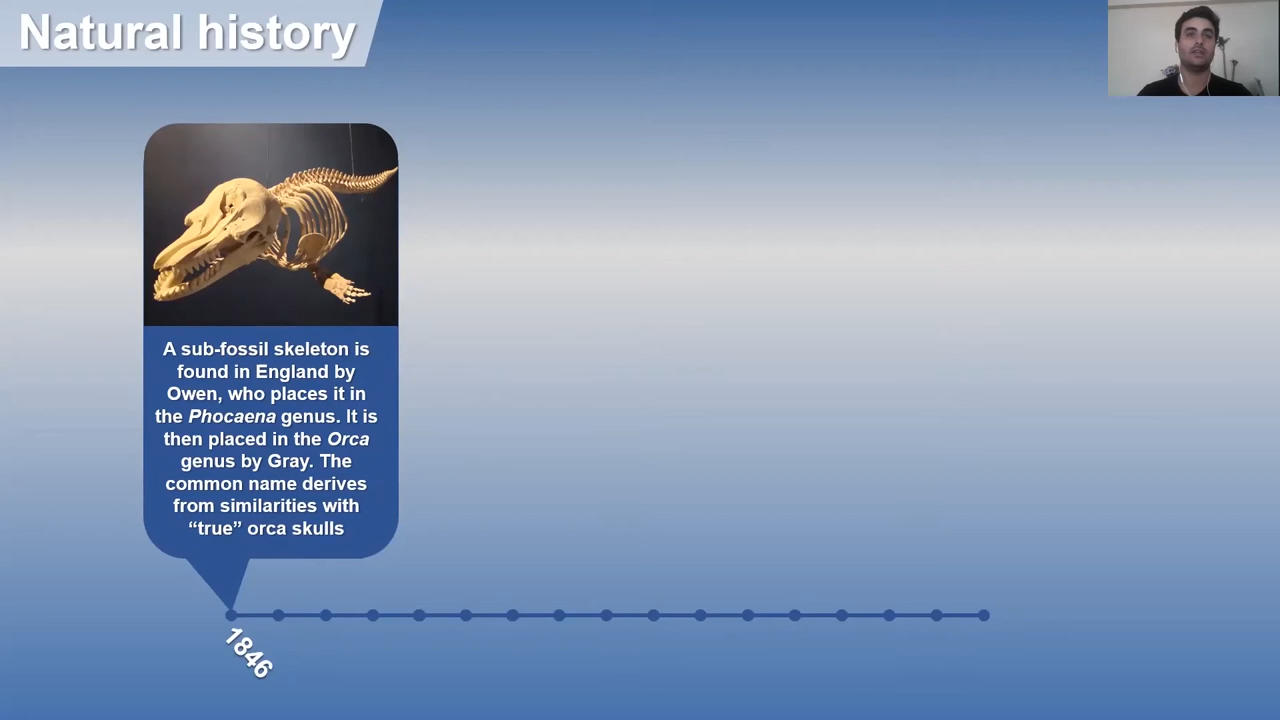 Natural history
A sub-fossil skeleton is
found in England by
Owen, who places it in
the Phocaena genus. It is
then placed in the Orca
genus by Gray. The
common name derives
from similarities with
“true” orca skulls
1846